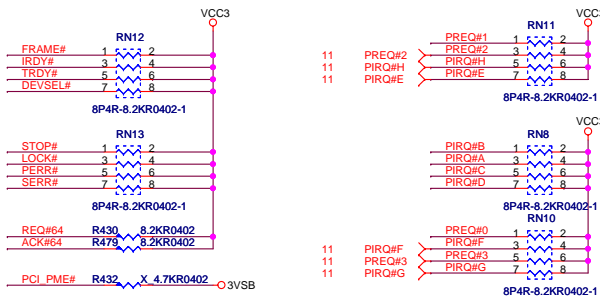 VCC3
RN12
FRAME# 1 2
IRDY# 3 4
TRDY# 5 6
DEVSEL# 7 8
8P4R-8.2KR0402-1
RN13
STOP# 1 2
LOCK# 3 4
PERR# 5 6
SERR# 7 8
8P4R-8.2KR0402-1
REQ#64 R430 8.2KR0402
ACK#64 R479 8.2KR0402
PCI_PME# R432 X_4.7KR0402 3VSB
VCC3
RN11
PREQ#1 1 2
11 PREQ#2 PREQ#2 3 4
11 PIRQ#H PIRQ#H 5 6
11 PIRQ#E PIRQ#E 7 8
8P4R-8.2KR0402-1
VCC3
RN8
PIRQ#B 1 2
PIRQ#A 3 4
PIRQ#C 5 6
PIRQ#D 7 8
8P4R-8.2KR0402-1
RN10
PREQ#0 1 2
11 PIRQ#F PIRQ#F 3 4
11 PREQ#3 PREQ#3 5 6
11 PIRQ#G PIRQ#G 7 8
8P4R-8.2KR0402-1